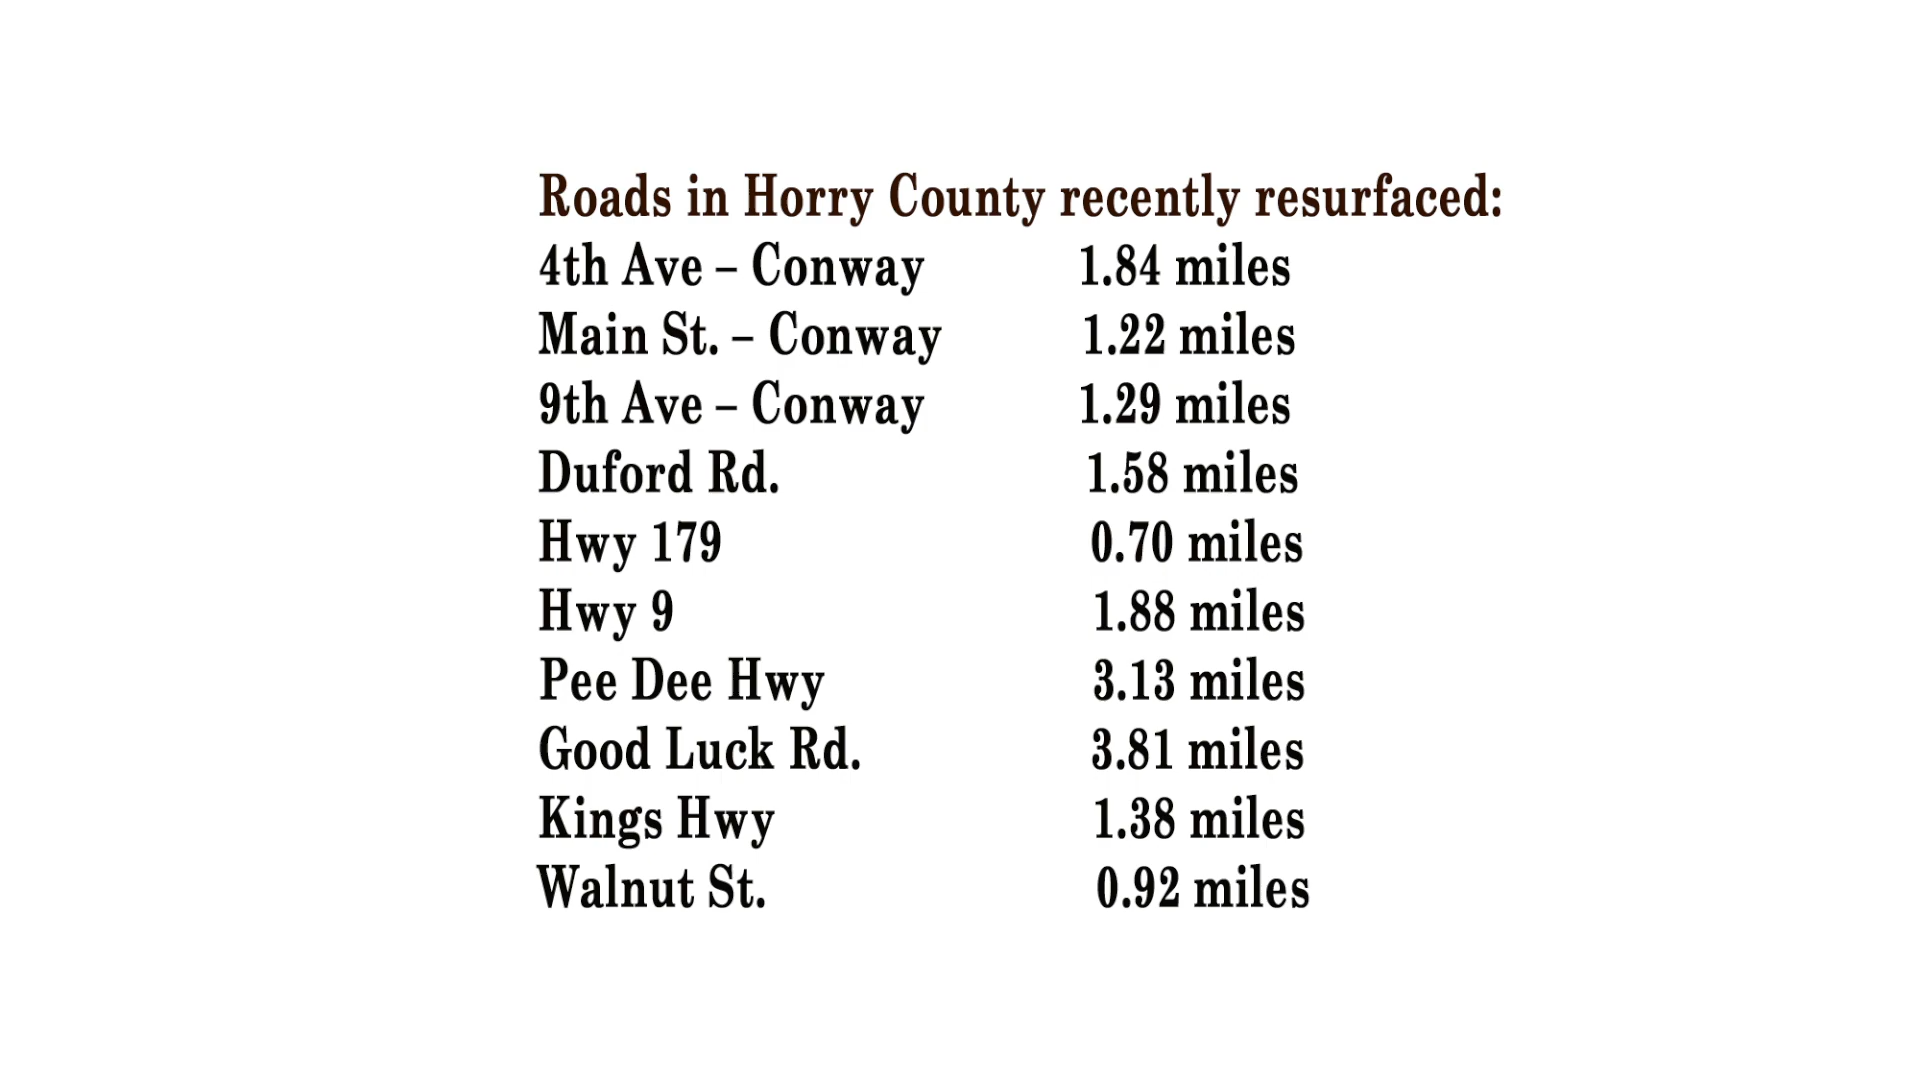 Roads in Horry County recently resurfaced:
4th Ave – Conway 1.84 miles
Main St. – Conway 1.22 miles
9th Ave – Conway 1.29 miles
Duford Rd. 1.58 miles
Hwy 179 0.70 miles
Hwy 9 1.88 miles
Pee Dee Hwy 3.13 miles
Good Luck Rd. 3.81 miles
Kings Hwy 1.38 miles
Walnut St. 0.92 miles